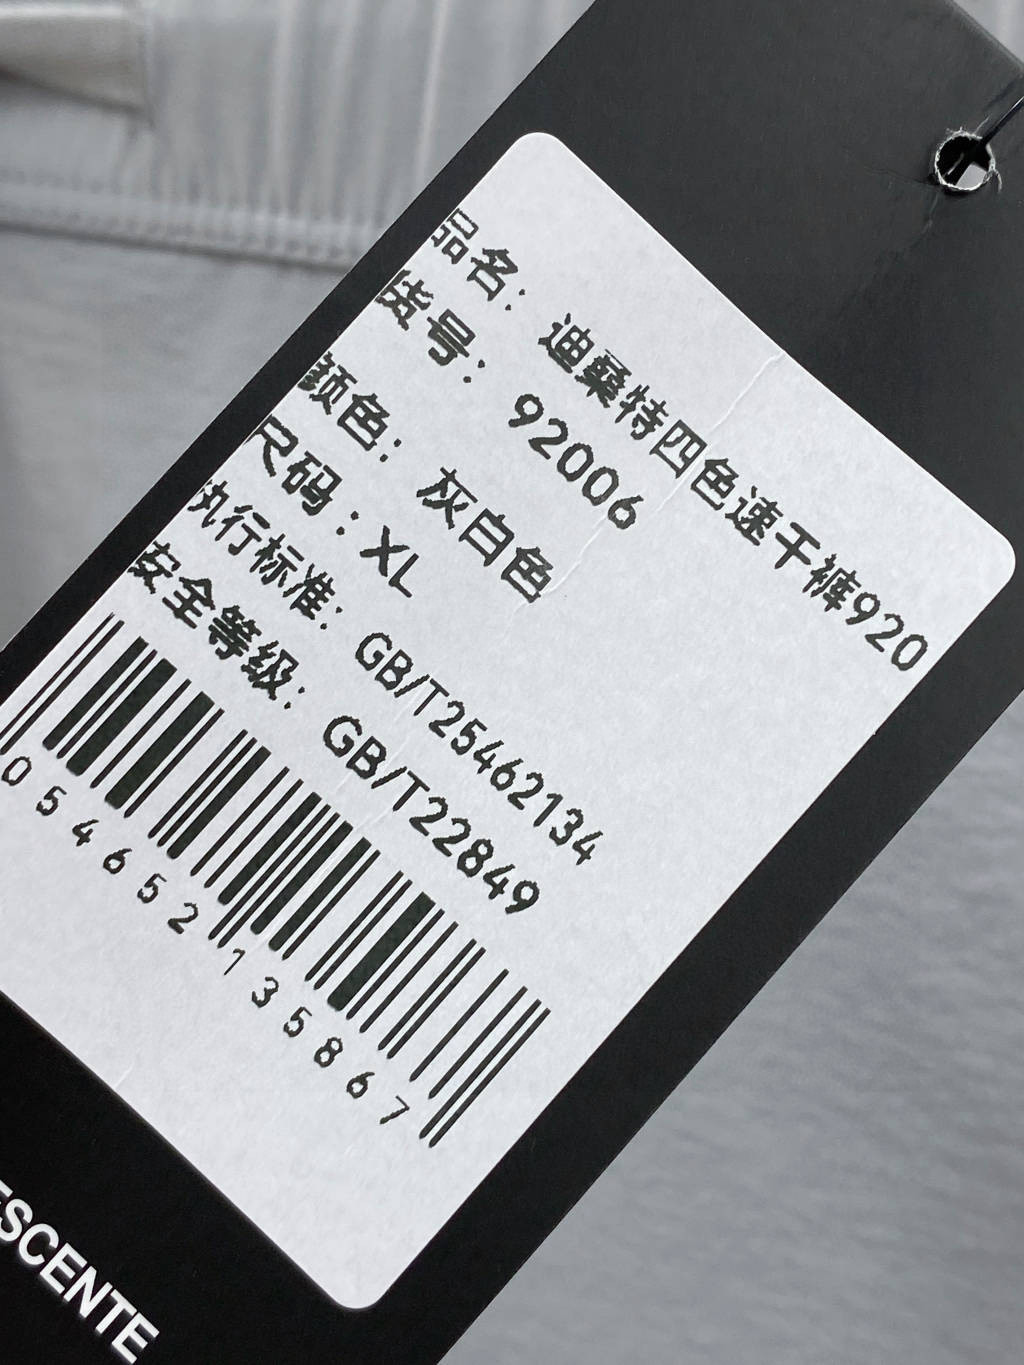 品名：迪桑特四色速干裤920
货号：92006
颜色：灰白色
尺码：XL
执行标准：GB/T25462134
安全等级：GB/T22849
054652135867
ESCENTE